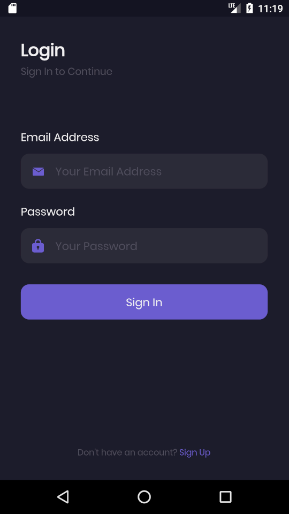 LTE 11:19
Login
Sign In to Continue
Email Address
Your Email Address
Password
Your Password
Sign In
Don't have an account? Sign Up